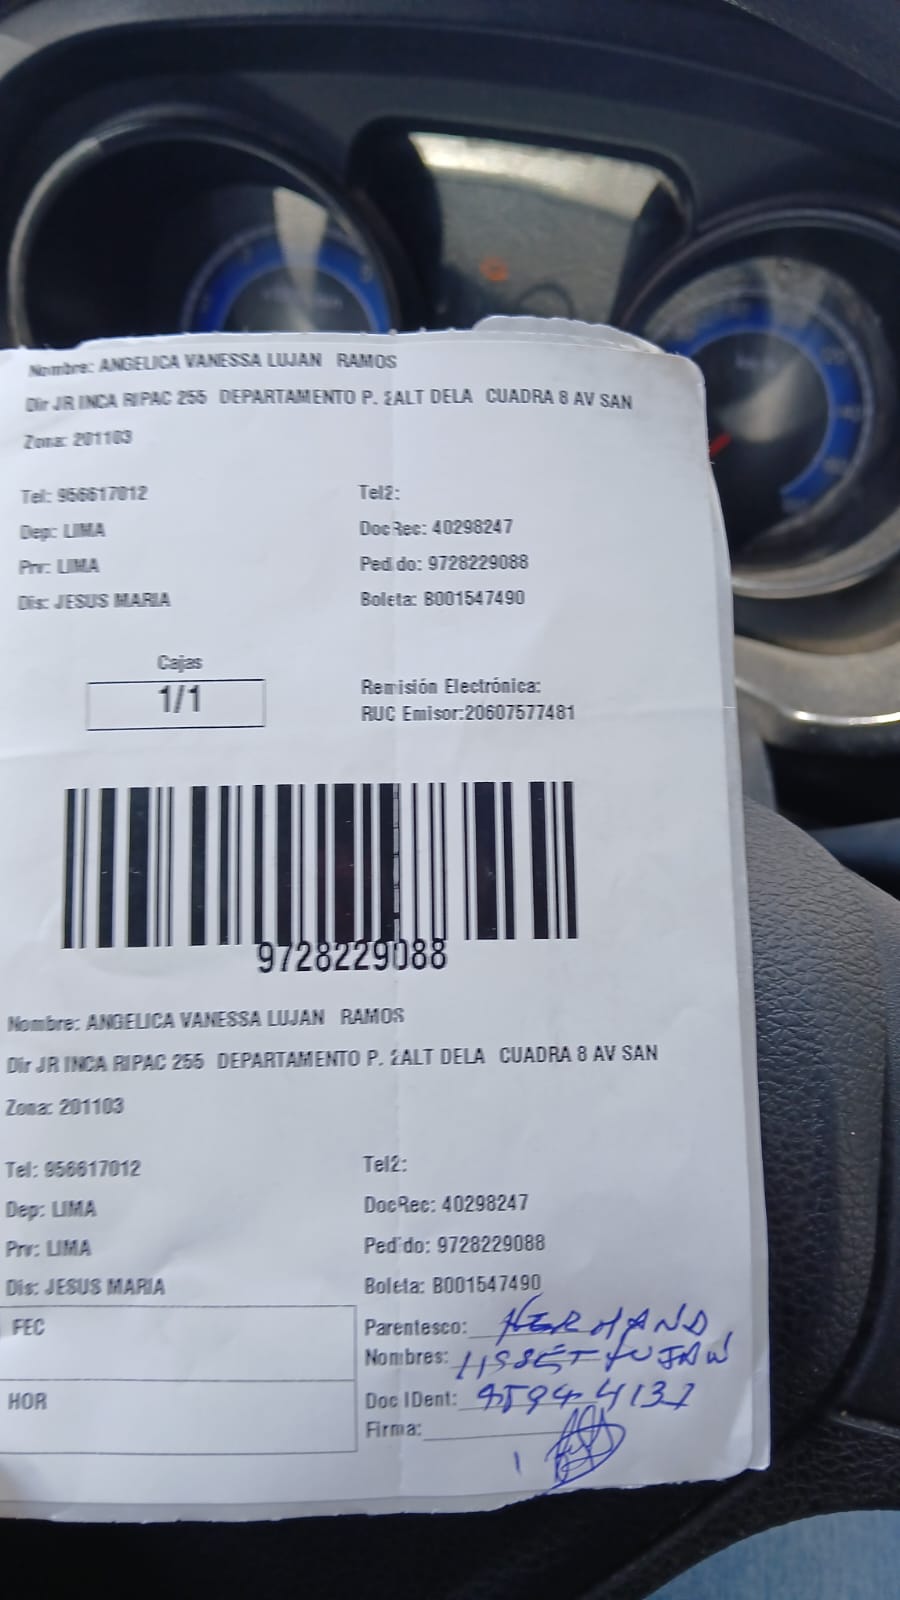 Nombre: ANGELICA VANESSA LUJAN RAMOS
Dir JR INCA RIPAC 255 DEPARTAMENTO P. 2ALT DELA CUADRA 8 AV SAN
Zona: 201103
Tel: 956617012 Tel2:
Dep: LIMA DocRec: 40298247
Prv: LIMA Pedido: 9728229088
Dis: JESUS MARIA Boleta: B001547490
Cajas
1/1
Remisión Electrónica:
RUC Emisor:20607577481
9728229088
Nombre: ANGELICA VANESSA LUJAN RAMOS
Dir JR INCA RIPAC 255 DEPARTAMENTO P. 2ALT DELA CUADRA 8 AV SAN
Zona: 201103
Tel: 956617012 Tel2:
Dep: LIMA DocRec: 40298247
Prv: LIMA Pedido: 9728229088
Dis: JESUS MARIA Boleta: B001547490
FEC Parentesco: HERMANO
Nombres: LISSET LUJAN
HOR Doc IDent:
Firma: